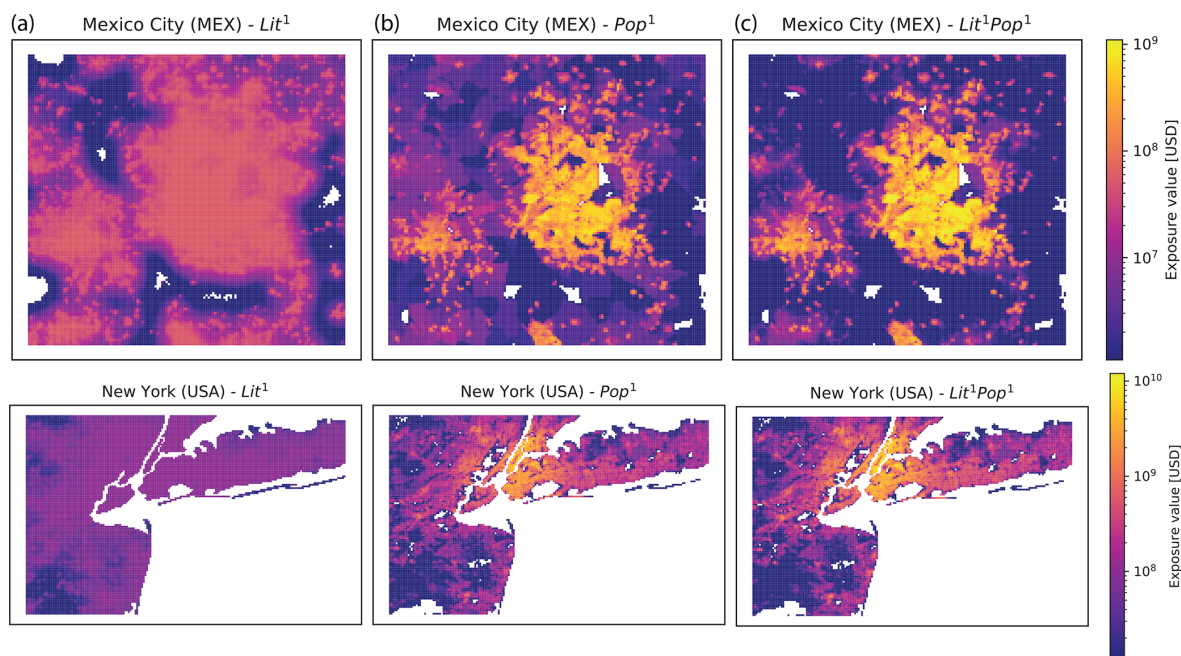 (a) Mexico City (MEX) - Lit¹
(b) Mexico City (MEX) - Pop¹
(c) Mexico City (MEX) - Lit¹Pop¹
10⁹
10⁸
10⁷
Exposure value [USD]
New York (USA) - Lit¹
New York (USA) - Pop¹
New York (USA) - Lit¹Pop¹
10¹⁰
10⁹
10⁸
Exposure value [USD]